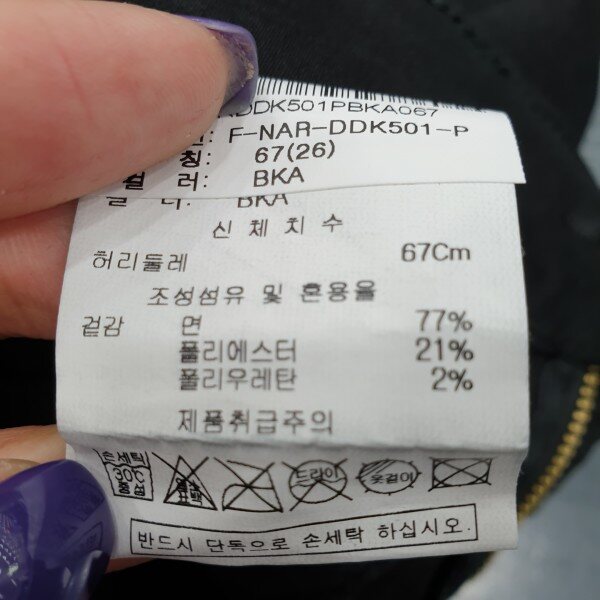 DDK501PBKA067
F-NAR-DDK501-P
칭: 67(26)
컬 러: BKA
컬 러: BKA
신체치수
허리둘레 67Cm
조성섬유 및 혼용율
겉감 면 77%
폴리에스터 21%
폴리우레탄 2%
제품취급주의
손세탁 드라이 옷걸이
반드시 단독으로 손세탁 하십시오.